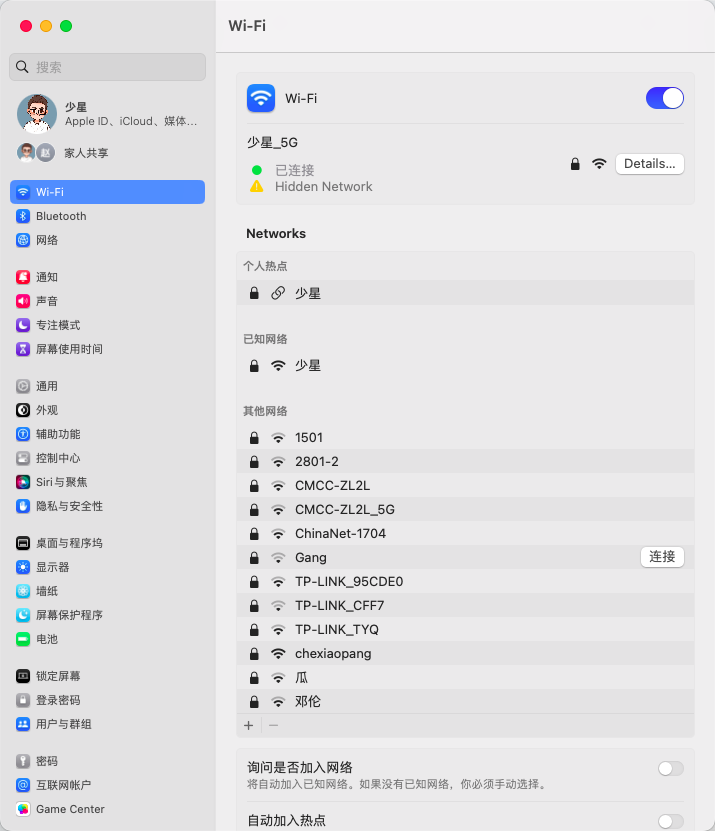 Wi-Fi
搜索
少星
Apple ID、iCloud、媒体...
赵
家人共享
Wi-Fi
Bluetooth
网络
通知
声音
专注模式
屏幕使用时间
通用
外观
辅助功能
控制中心
Siri与聚焦
隐私与安全性
桌面与程序坞
显示器
墙纸
屏幕保护程序
电池
锁定屏幕
登录密码
用户与群组
密码
互联网帐户
Game Center
Wi-Fi
少星_5G
已连接
Hidden Network
Details...
Networks
个人热点
少星
已知网络
少星
其他网络
1501
2801-2
CMCC-ZL2L
CMCC-ZL2L_5G
ChinaNet-1704
Gang
连接
TP-LINK_95CDE0
TP-LINK_CFF7
TP-LINK_TYQ
chexiaopang
瓜
邓伦
+ −
询问是否加入网络
将自动加入已知网络。如果没有已知网络，你必须手动选择。
自动加入热点